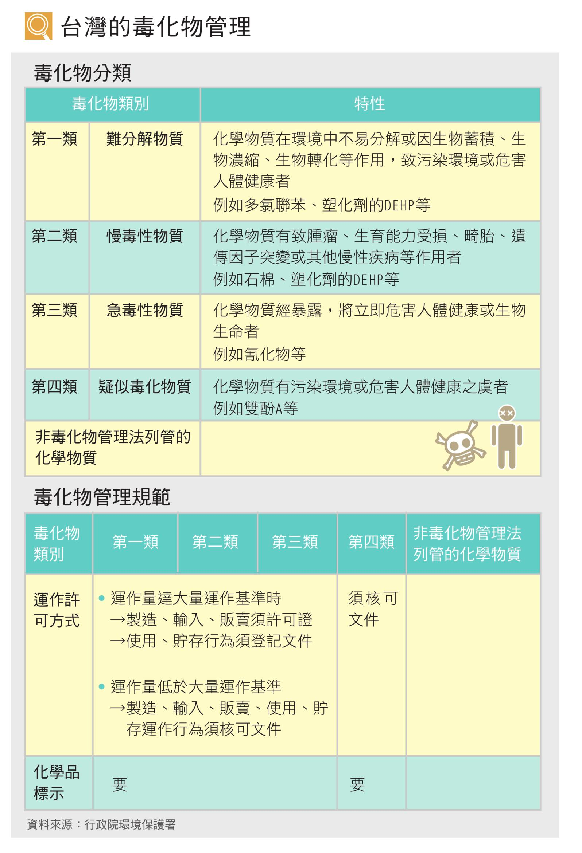 台灣的毒化物管理
毒化物分類
毒化物類別 特性
第一類 難分解物質 化學物質在環境中不易分解或因生物蓄積、生
物濃縮、生物轉化等作用，致污染環境或危害
人體健康者
例如多氯聯苯、塑化劑的DEHP等
第二類 慢毒性物質 化學物質有致腫瘤、生育能力受損、畸胎、遺
傳因子突變或其他慢性疾病等作用者
例如石棉、塑化劑的DEHP等
第三類 急毒性物質 化學物質經暴露，將立即危害人體健康或生物
生命者
例如氰化物等
第四類 疑似毒化物質 化學物質有污染環境或危害人體健康之虞者
例如雙酚A等
非毒化物管理法列管的
化學物質
毒化物管理規範
毒化物
類別 第一類 第二類 第三類 第四類 非毒化物管理法
列管的化學物質
運作許
可方式
• 運作量達大量運作基準時
→製造、輸入、販賣須許可證
→使用、貯存行為須登記文件
• 運作量低於大量運作基準
→製造、輸入、販賣、使用、貯
存運作行為須核可文件
須核可
文件
化學品
標示
要 要
資料來源：行政院環境保護署